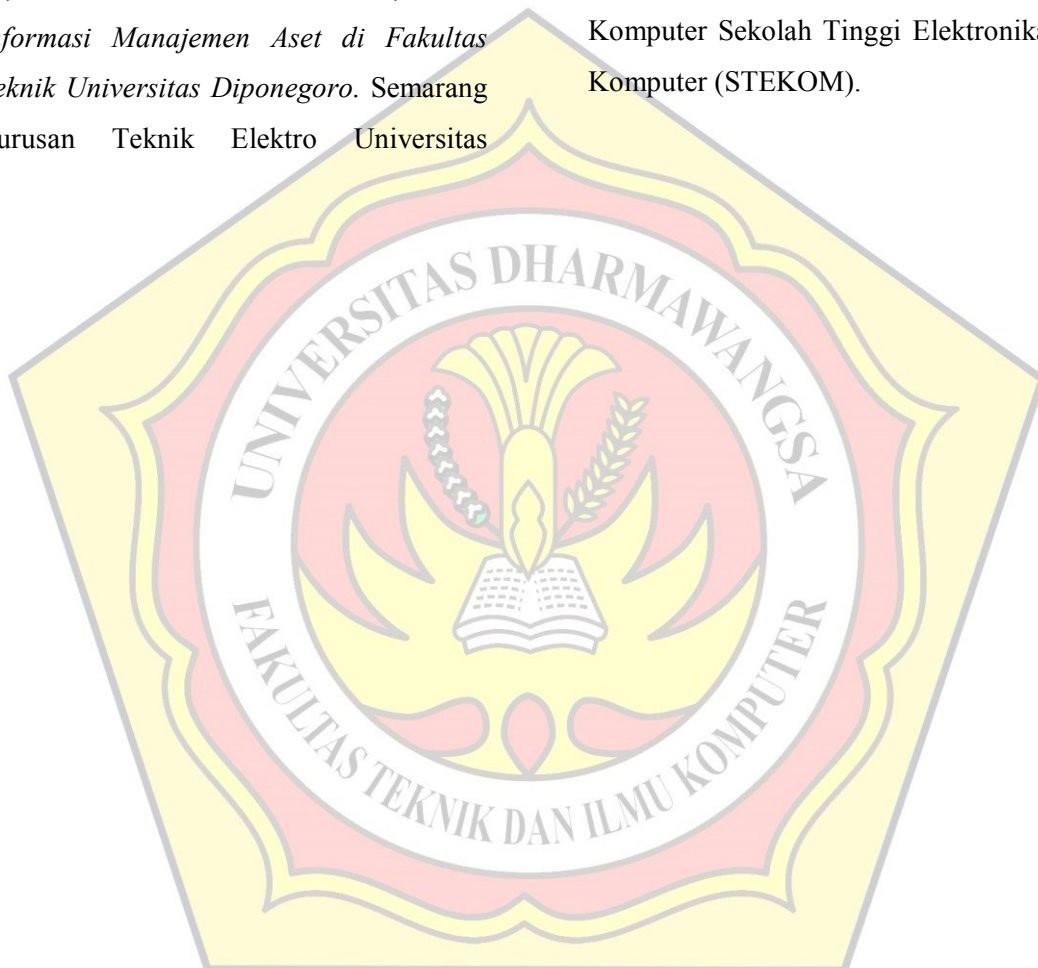 formasi Manajemen Aset di Fakultas
eknik Universitas Diponegoro. Semarang
urusan Teknik Elektro Universitas
Komputer Sekolah Tinggi Elektronika
Komputer (STEKOM).
UNIVERSITAS DHARMAWANGSA
FAKULTAS TEKNIK DAN ILMU KOMPUTER